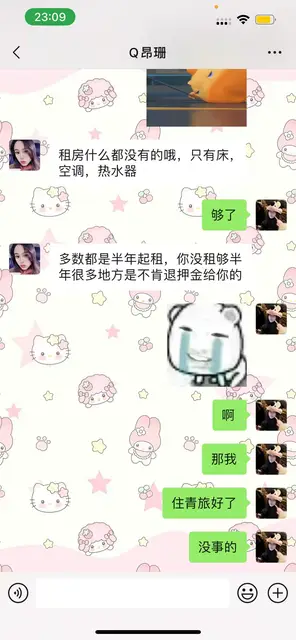 23:09
Q昂珊
租房什么都没有的哦，只有床，
空调，热水器
够了
多数都是半年起租，你没租够半
年很多地方是不肯退押金给你的
啊
那我
住青旅好了
没事的